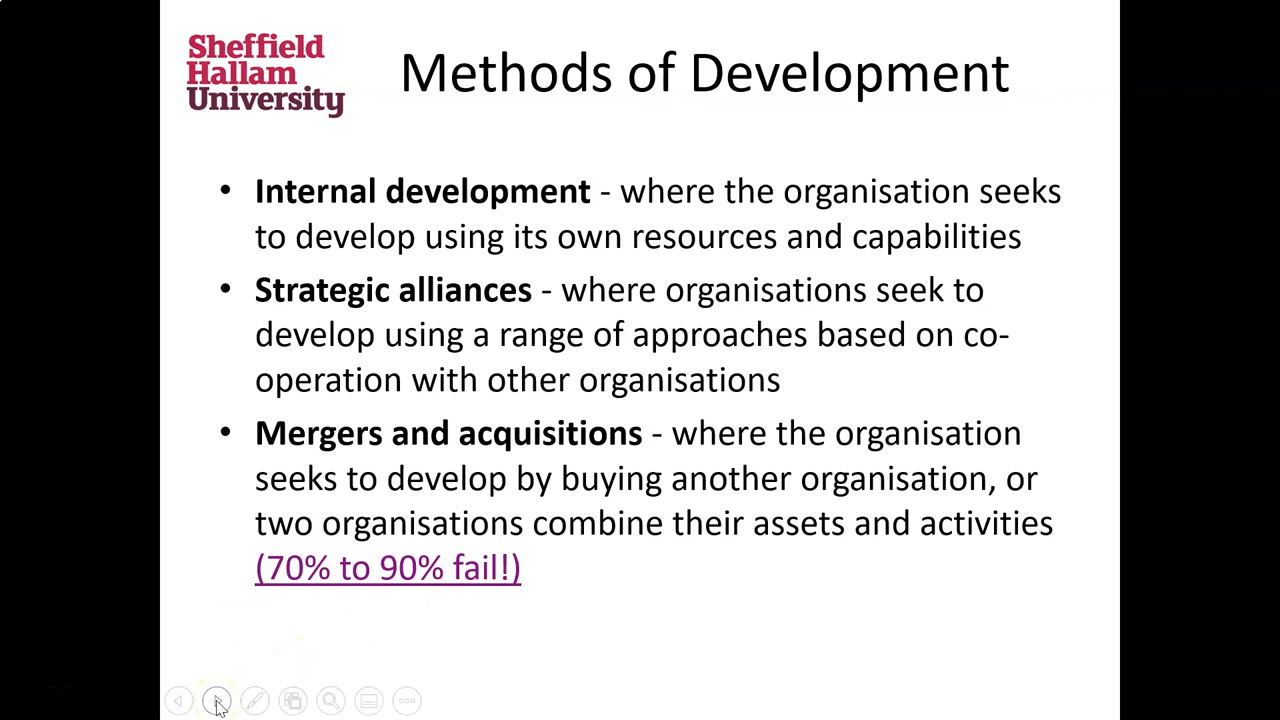 Sheffield
Hallam
University
Methods of Development
• Internal development - where the organisation seeks
to develop using its own resources and capabilities
• Strategic alliances - where organisations seek to
develop using a range of approaches based on co-
operation with other organisations
• Mergers and acquisitions - where the organisation
seeks to develop by buying another organisation, or
two organisations combine their assets and activities
(70% to 90% fail!)